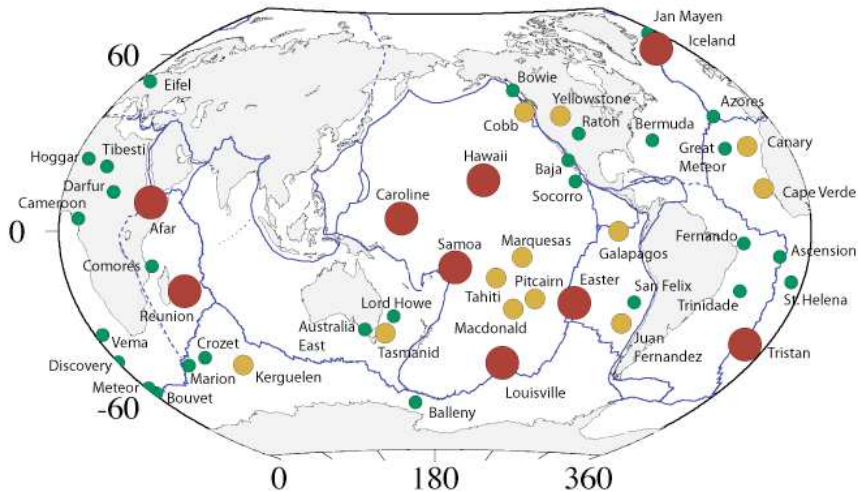 Jan Mayen
Iceland
60
Eifel
Bowie
Yellowstone
Azores
Cobb
Ratoh
Bermuda
Tibesti
Hoggar
Great
Meteor
Canary
Hawaii
Baja
Darfur
Socorro
Caroline
Cape Verde
Cameroon
0
Afar
Samoa
Marquesas
Galapagos
Fernando
Ascension
Comores
Easter
San Felix
Pitcairn
Tahiti
Reunion
Lord Howe
Trinidade
St. Helena
Macdonald
Australia
East
Vema
Crozet
Tasmanid
Juan
Fernandez
Tristan
Discovery
Marion
Kerguelen
Louisville
Meteor
Bouvet
-60
Balleny
0
180
360